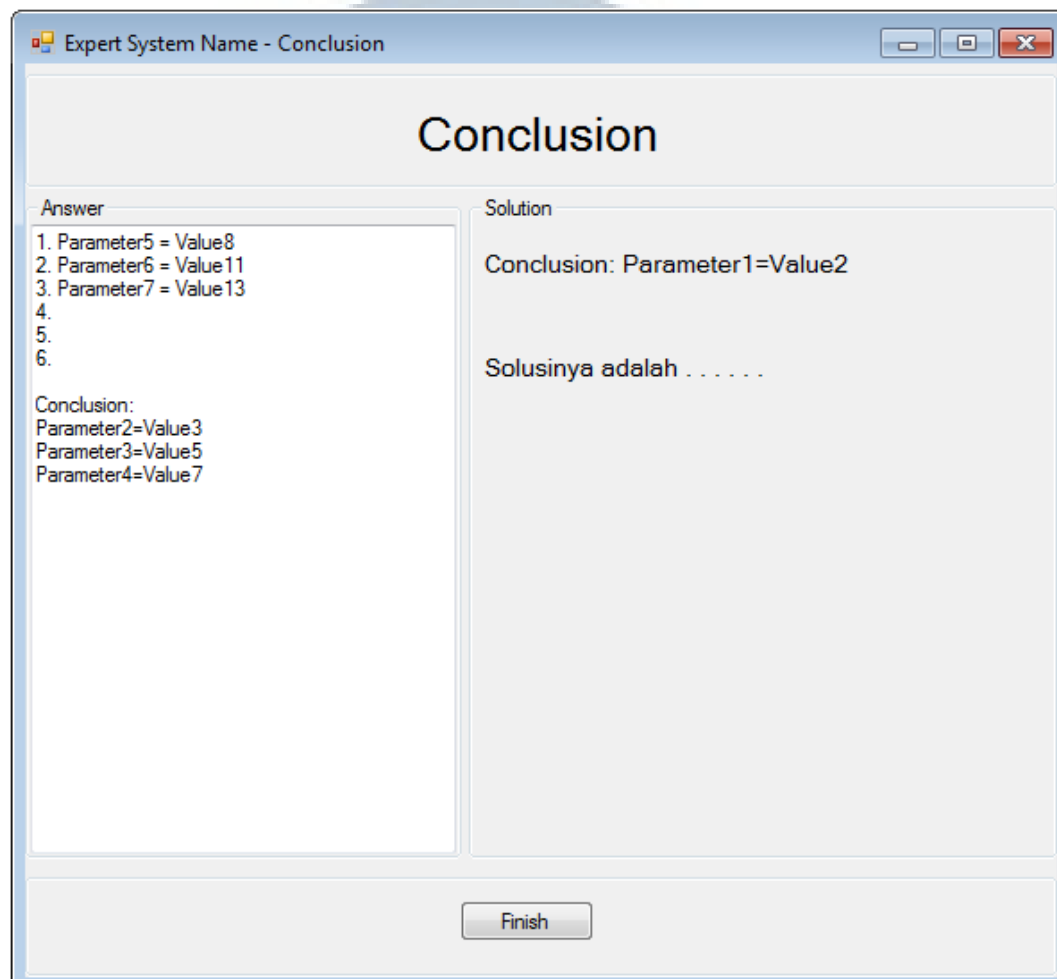 Expert System Name - Conclusion
Conclusion
Answer
1. Parameter5 = Value8
2. Parameter6 = Value11
3. Parameter7 = Value13
4.
5.
6.
Conclusion:
Parameter2=Value3
Parameter3=Value5
Parameter4=Value7
Solution
Conclusion: Parameter1=Value2
Solusinya adalah . . . . . .
Finish